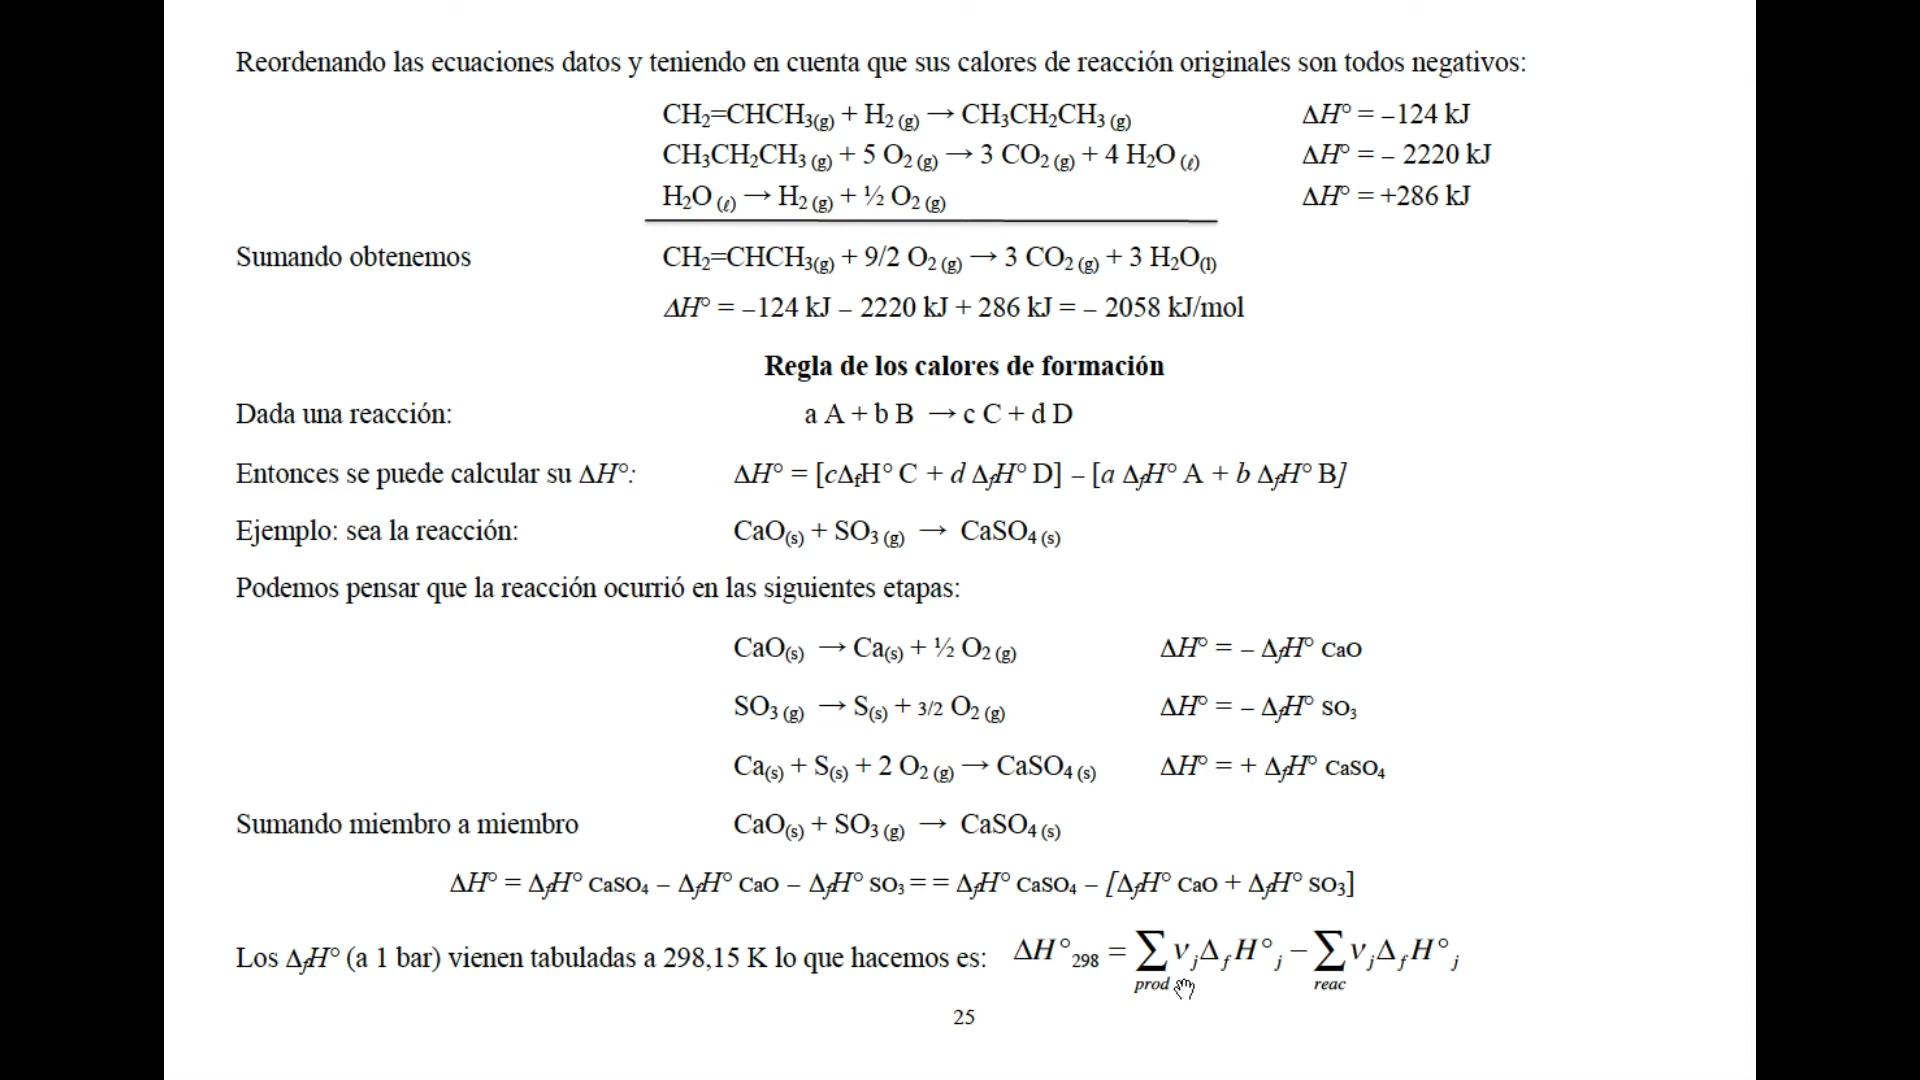 Reordenando las ecuaciones datos y teniendo en cuenta que sus calores de reacción originales son todos negativos:
CH₂=CHCH₃(g) + H₂ (g) → CH₃CH₂CH₃ (g) ΔH° = –124 kJ
CH₃CH₂CH₃ (g) + 5 O₂ (g) → 3 CO₂ (g) + 4 H₂O (ℓ) ΔH° = – 2220 kJ
H₂O (ℓ) → H₂ (g) + ½ O₂ (g) ΔH° = +286 kJ
Sumando obtenemos CH₂=CHCH₃(g) + 9/2 O₂ (g) → 3 CO₂ (g) + 3 H₂O(l)
ΔH° = –124 kJ – 2220 kJ + 286 kJ = – 2058 kJ/mol
Regla de los calores de formación
Dada una reacción: a A + b B → c C + d D
Entonces se puede calcular su ΔH°: ΔH° = [cΔfH° C + d ΔfH° D] – [a ΔfH° A + b ΔfH° B]
Ejemplo: sea la reacción: CaO(s) + SO₃ (g) → CaSO₄ (s)
Podemos pensar que la reacción ocurrió en las siguientes etapas:
CaO(s) → Ca(s) + ½ O₂ (g) ΔH° = – ΔfH° CaO
SO₃ (g) → S(s) + 3/2 O₂ (g) ΔH° = – ΔfH° SO₃
Ca(s) + S(s) + 2 O₂ (g) → CaSO₄ (s) ΔH° = + ΔfH° CaSO₄
Sumando miembro a miembro CaO(s) + SO₃ (g) → CaSO₄ (s)
ΔH° = ΔfH° CaSO₄ – ΔfH° CaO – ΔfH° SO₃ = = ΔfH° CaSO₄ – [ΔfH° CaO + ΔfH° SO₃]
Los ΔfH° (a 1 bar) vienen tabuladas a 298,15 K lo que hacemos es: ΔH°₂₉₈ = ∑ νⱼΔfH°ⱼ – ∑ νⱼΔfH°ⱼ
prod reac
25